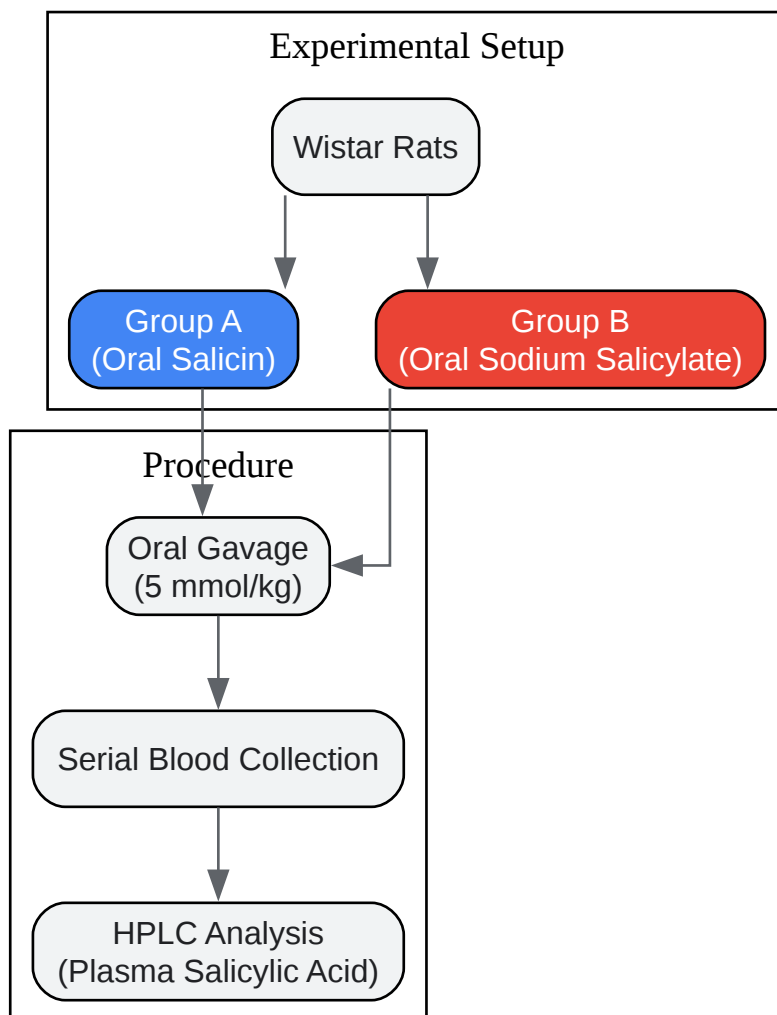 Experimental Setup
Wistar Rats
Group A
(Oral Salicin)
Group B
(Oral Sodium Salicylate)
Procedure
Oral Gavage
(5 mmol/kg)
Serial Blood Collection
HPLC Analysis
(Plasma Salicylic Acid)